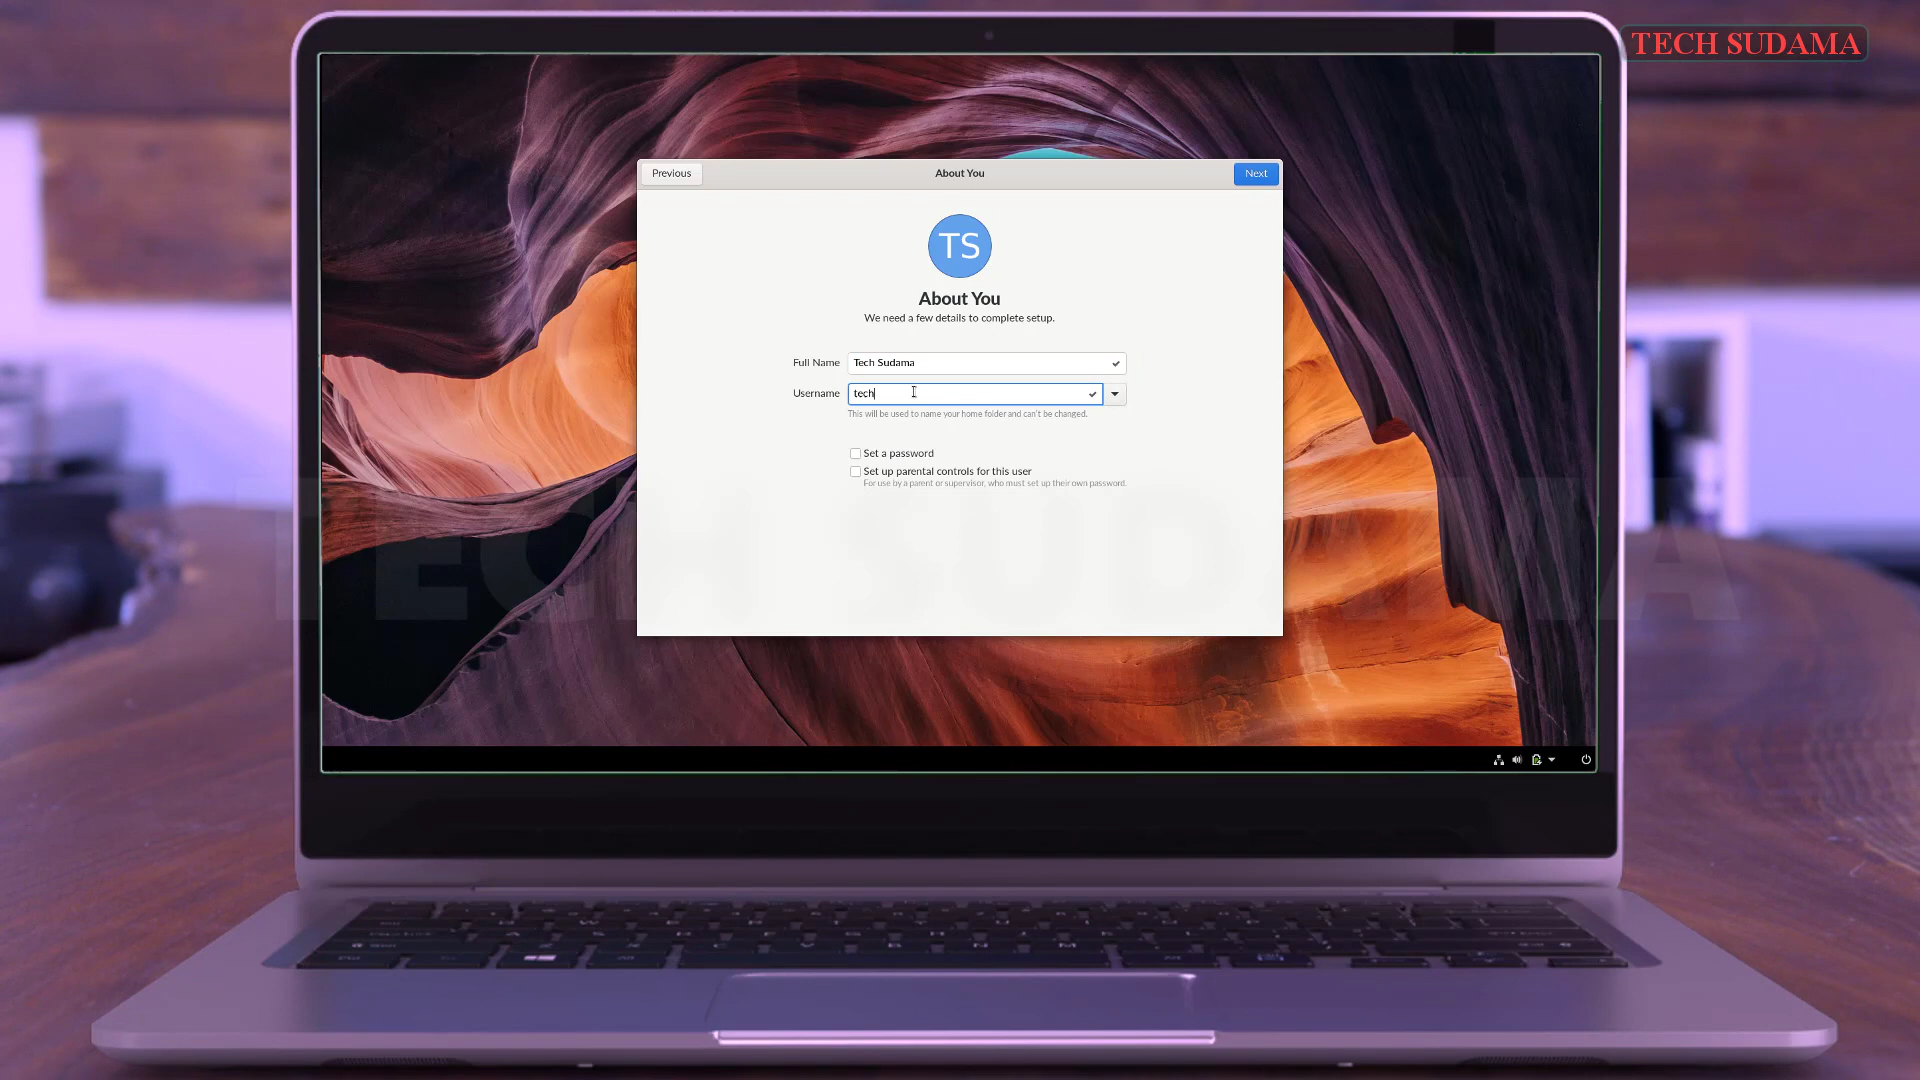 TECH SUDAMA
Previous
About You
Next
TS
About You
We need a few details to complete setup.
Full Name
Tech Sudama
Username
tech
This will be used to name your home folder and can't be changed.
Set a password
Set up parental controls for this user
For use by a parent or supervisor, who must set up their own password.
TECH SUDAMA